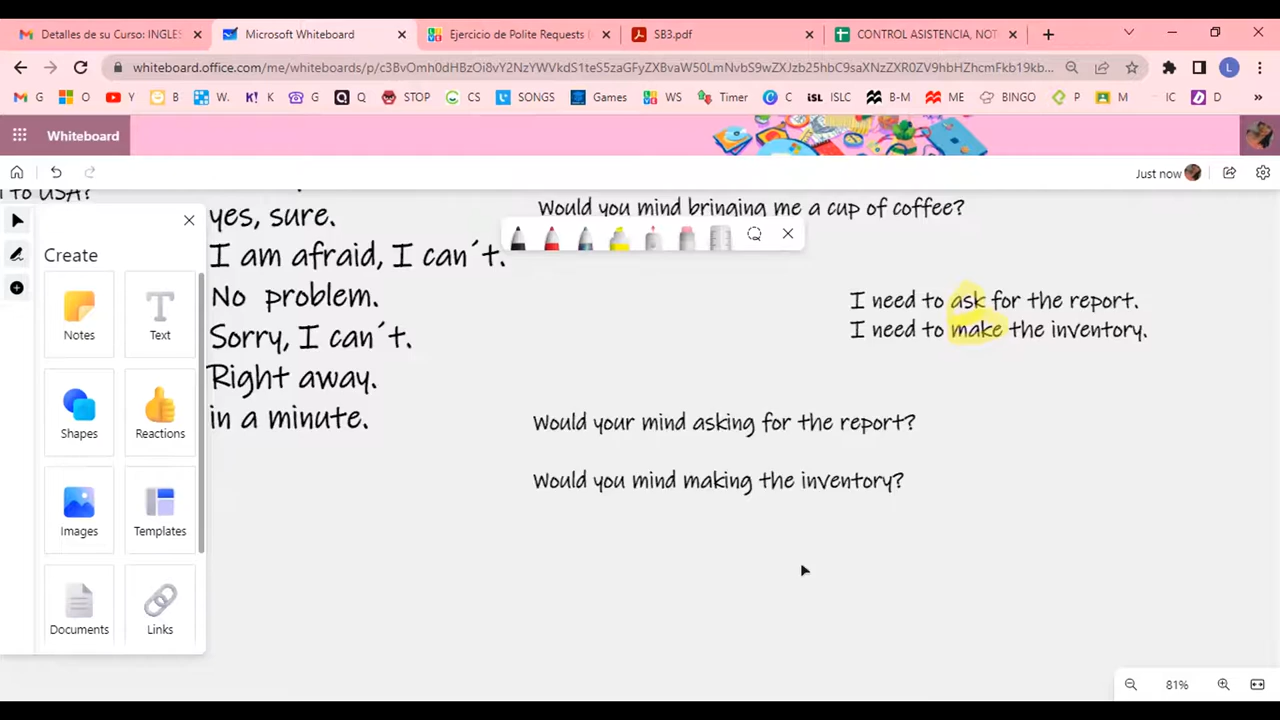 Detalles de su Curso: INGLES
Microsoft Whiteboard
Ejercicio de Polite Requests (
SB3.pdf
CONTROL ASISTENCIA, NOT
whiteboard.office.com/me/whiteboards/p/
G
O
Y
B
W.
K!
G
Q
STOP
CS
SONGS
Games
WS
Timer
C
ISLC
B-M
ME
BINGO
P
M
IC
D
»
Whiteboard
Just now
to USA?
yes, sure.
I am afraid, I can´t.
No problem.
Sorry, I can´t.
Right away.
in a minute.
Create
Notes
Text
Shapes
Reactions
Images
Templates
Documents
Links
Would you mind bringing me a cup of coffee?
I need to ask for the report.
I need to make the inventory.
Would your mind asking for the report?
Would you mind making the inventory?
81%